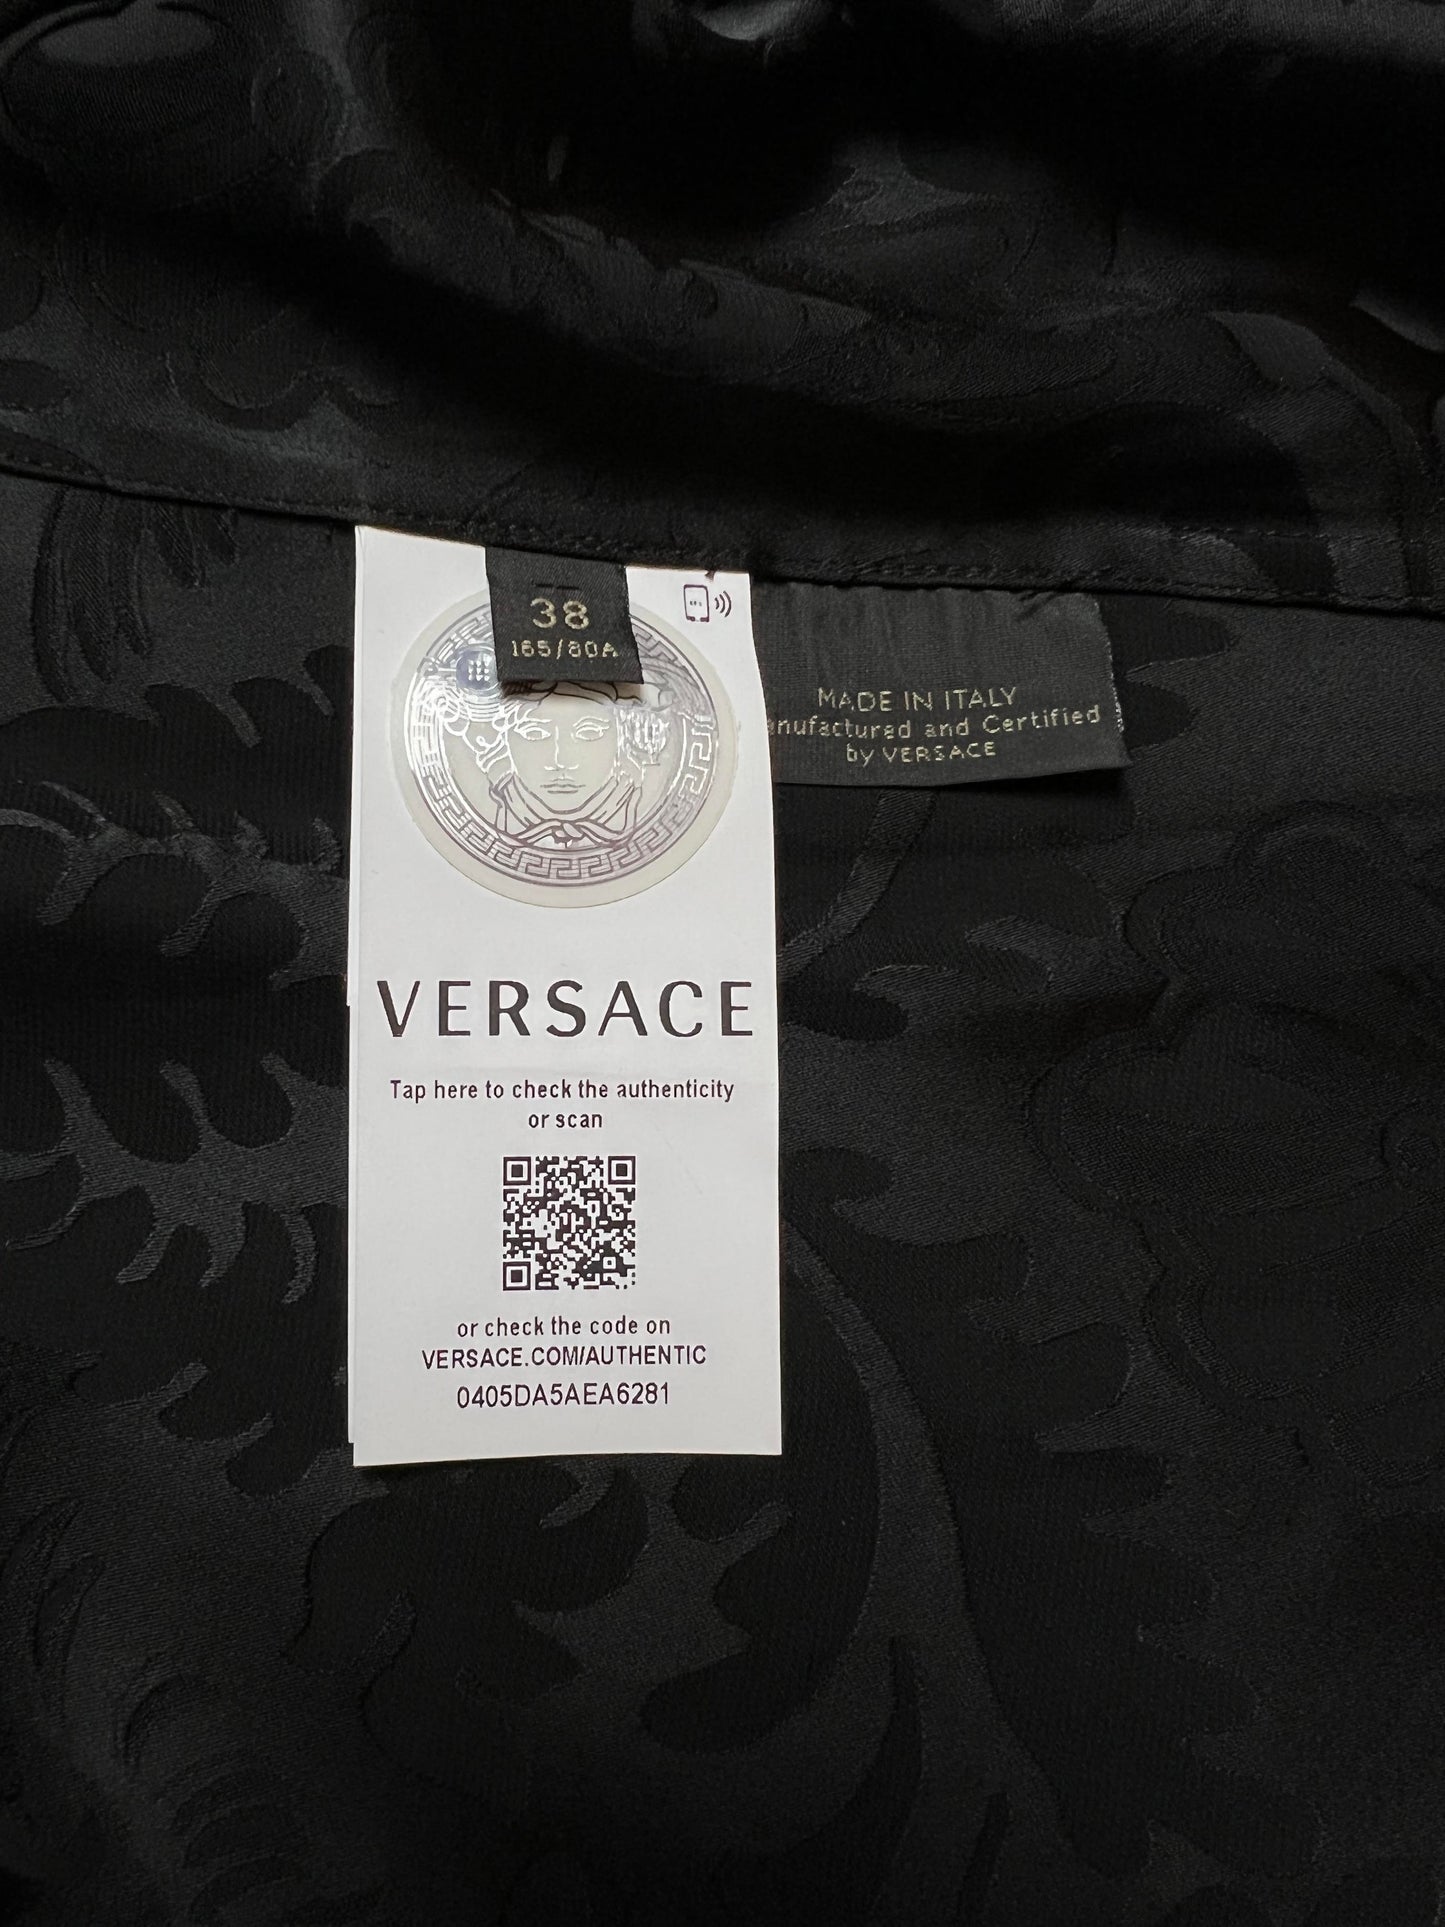 38
165/80A
MADE IN ITALY
and Certified
by VERSACE
VERSACE
Tap here to check the authenticity
or scan
or check the code on
VERSACE.COM/AUTHENTIC
0405DA5AEA6281